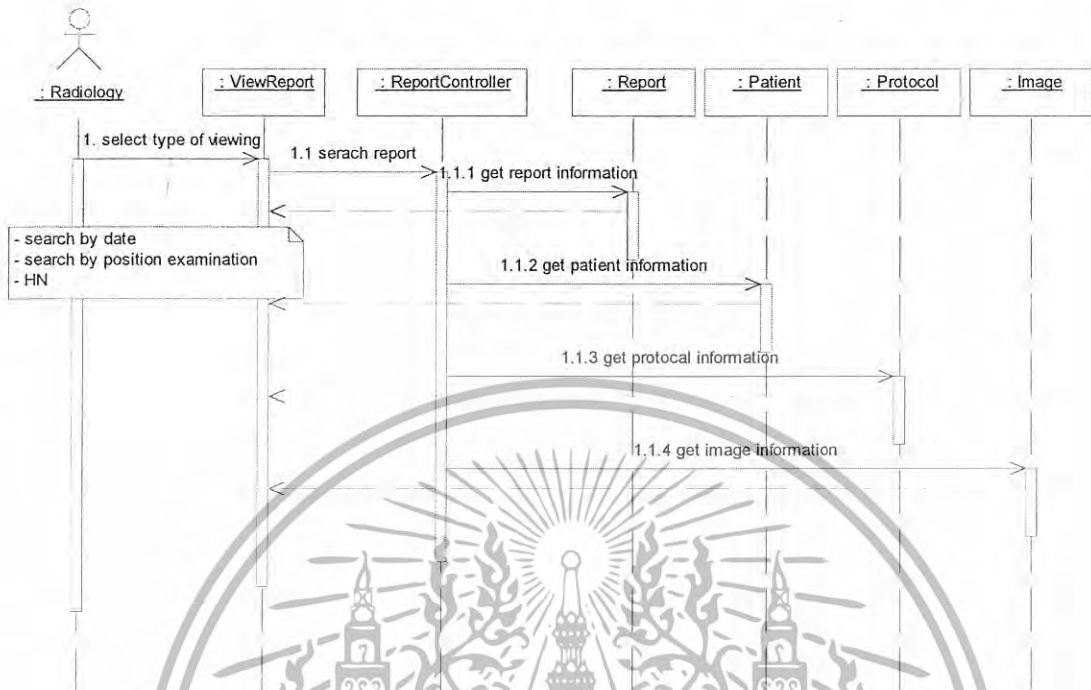 : Radiology
: ViewReport
: ReportController
: Report
: Patient
: Protocol
: Image
1. select type of viewing
1.1 serach report
1.1.1 get report information
- search by date
- search by position examination
- HN
1.1.2 get patient information
1.1.3 get protocal information
1.1.4 get image information